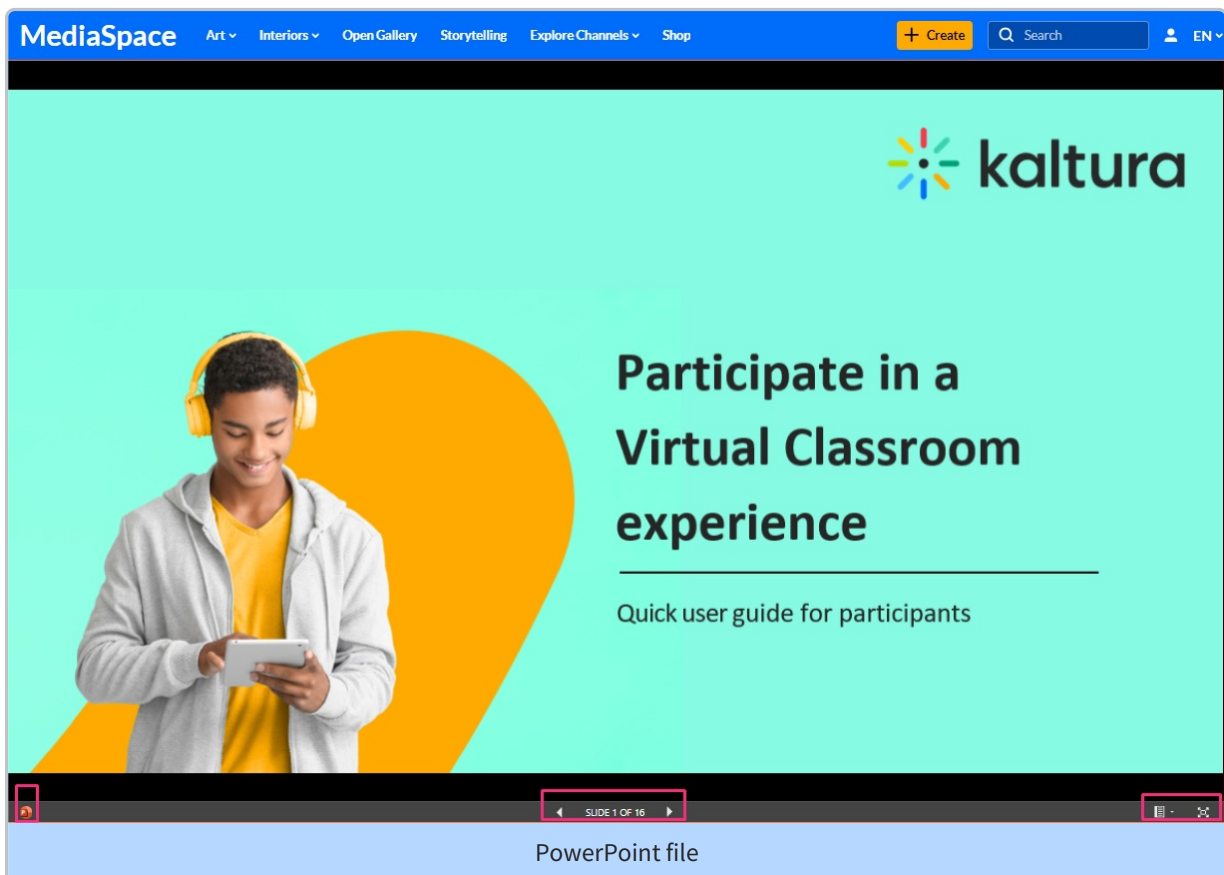 MediaSpace Art Interiors Open Gallery Storytelling Explore Channels Shop + Create Search EN
kaltura
Participate in a
Virtual Classroom
experience
Quick user guide for participants
SLIDE 1 OF 16
PowerPoint file